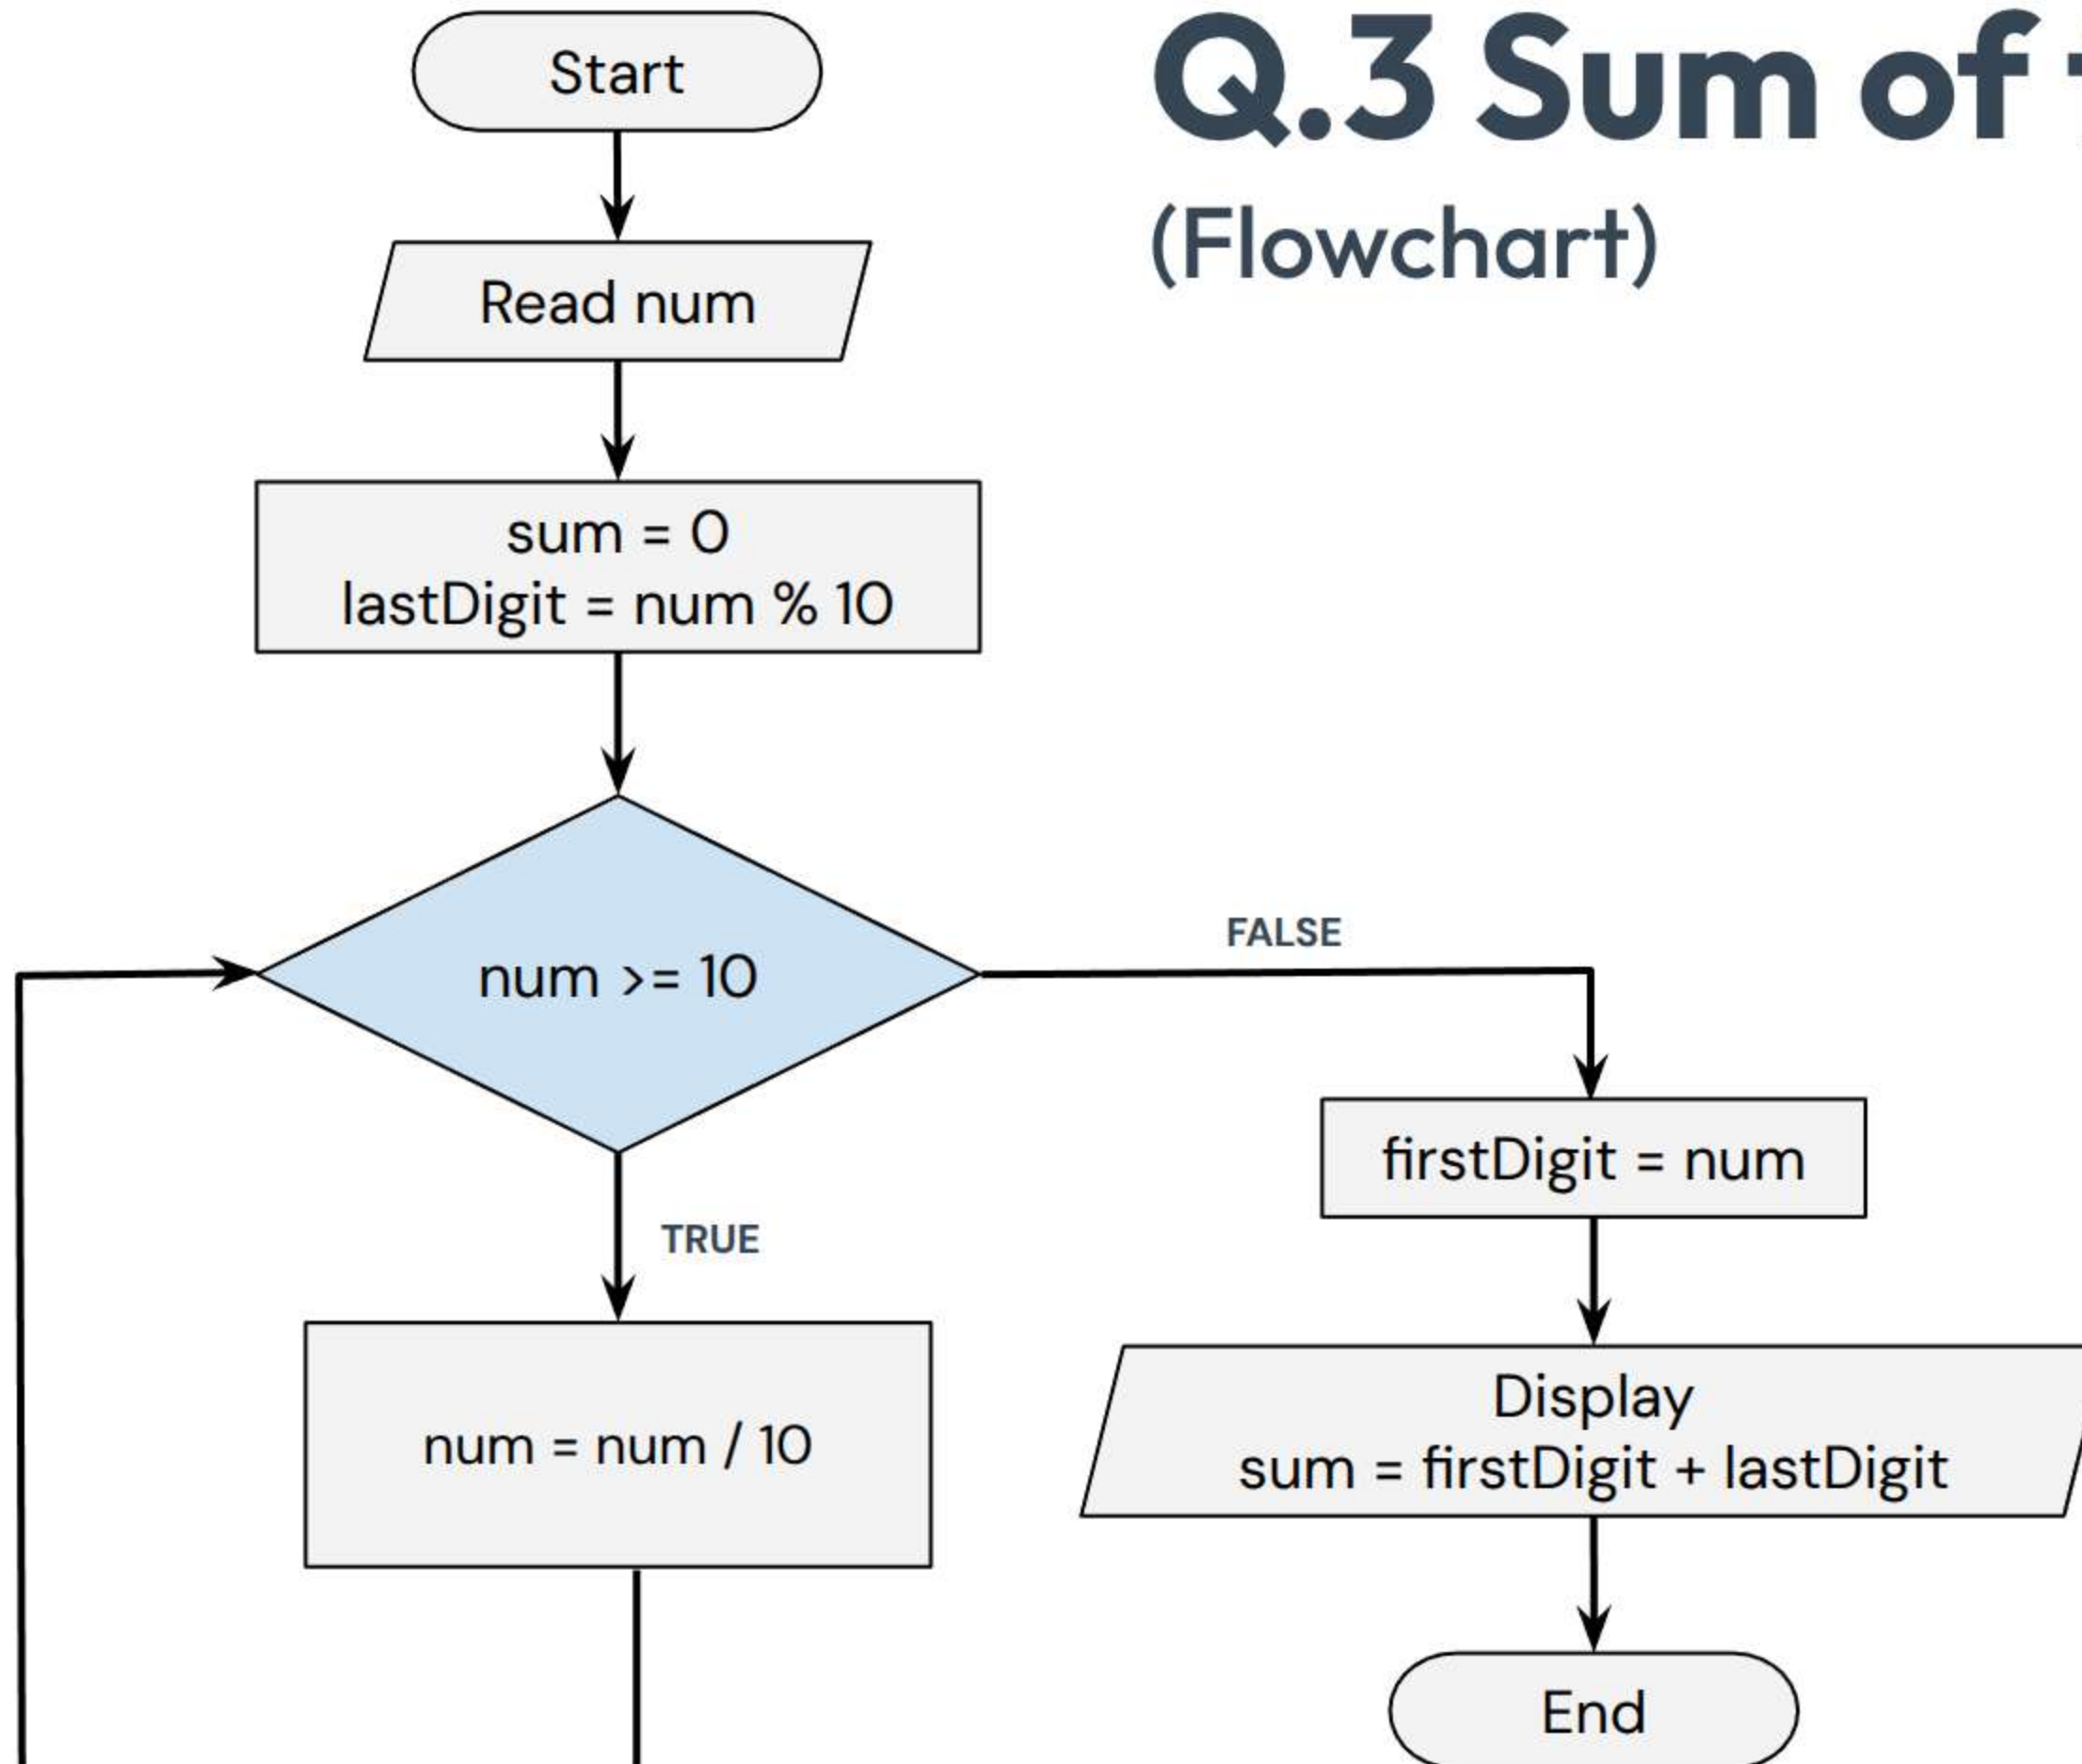 Q.3 Sum of
(Flowchart)
Start
Read num
sum = 0
lastDigit = num % 10
num >= 10
FALSE
TRUE
num = num / 10
firstDigit = num
Display
sum = firstDigit + lastDigit
End